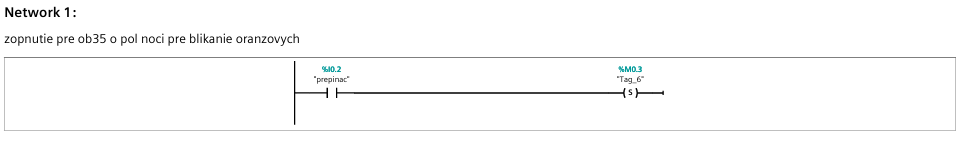 Network 1:
zopnutie pre ob35 o pol noci pre blikanie oranzovych
%I0.2 %M0.3
"prepinac" "Tag_6"
S